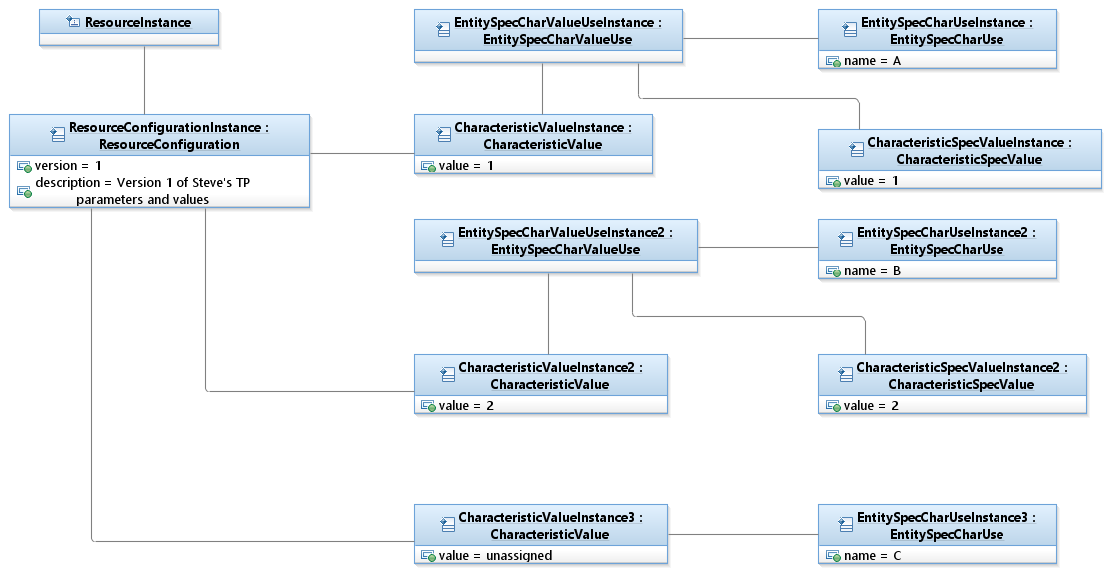 ResourceInstance
EntitySpecCharValueUseInstance :
EntitySpecCharValueUse
EntitySpecCharUseInstance :
EntitySpecCharUse
name = A
ResourceConfigurationInstance :
ResourceConfiguration
version = 1
description = Version 1 of Steve's TP
parameters and values
CharacteristicValueInstance :
CharacteristicValue
value = 1
CharacteristicSpecValueInstance :
CharacteristicSpecValue
value = 1
EntitySpecCharValueUseInstance2 :
EntitySpecCharValueUse
EntitySpecCharUseInstance2 :
EntitySpecCharUse
name = B
CharacteristicValueInstance2 :
CharacteristicValue
value = 2
CharacteristicSpecValueInstance2 :
CharacteristicSpecValue
value = 2
CharacteristicValueInstance3 :
CharacteristicValue
value = unassigned
EntitySpecCharUseInstance3 :
EntitySpecCharUse
name = C